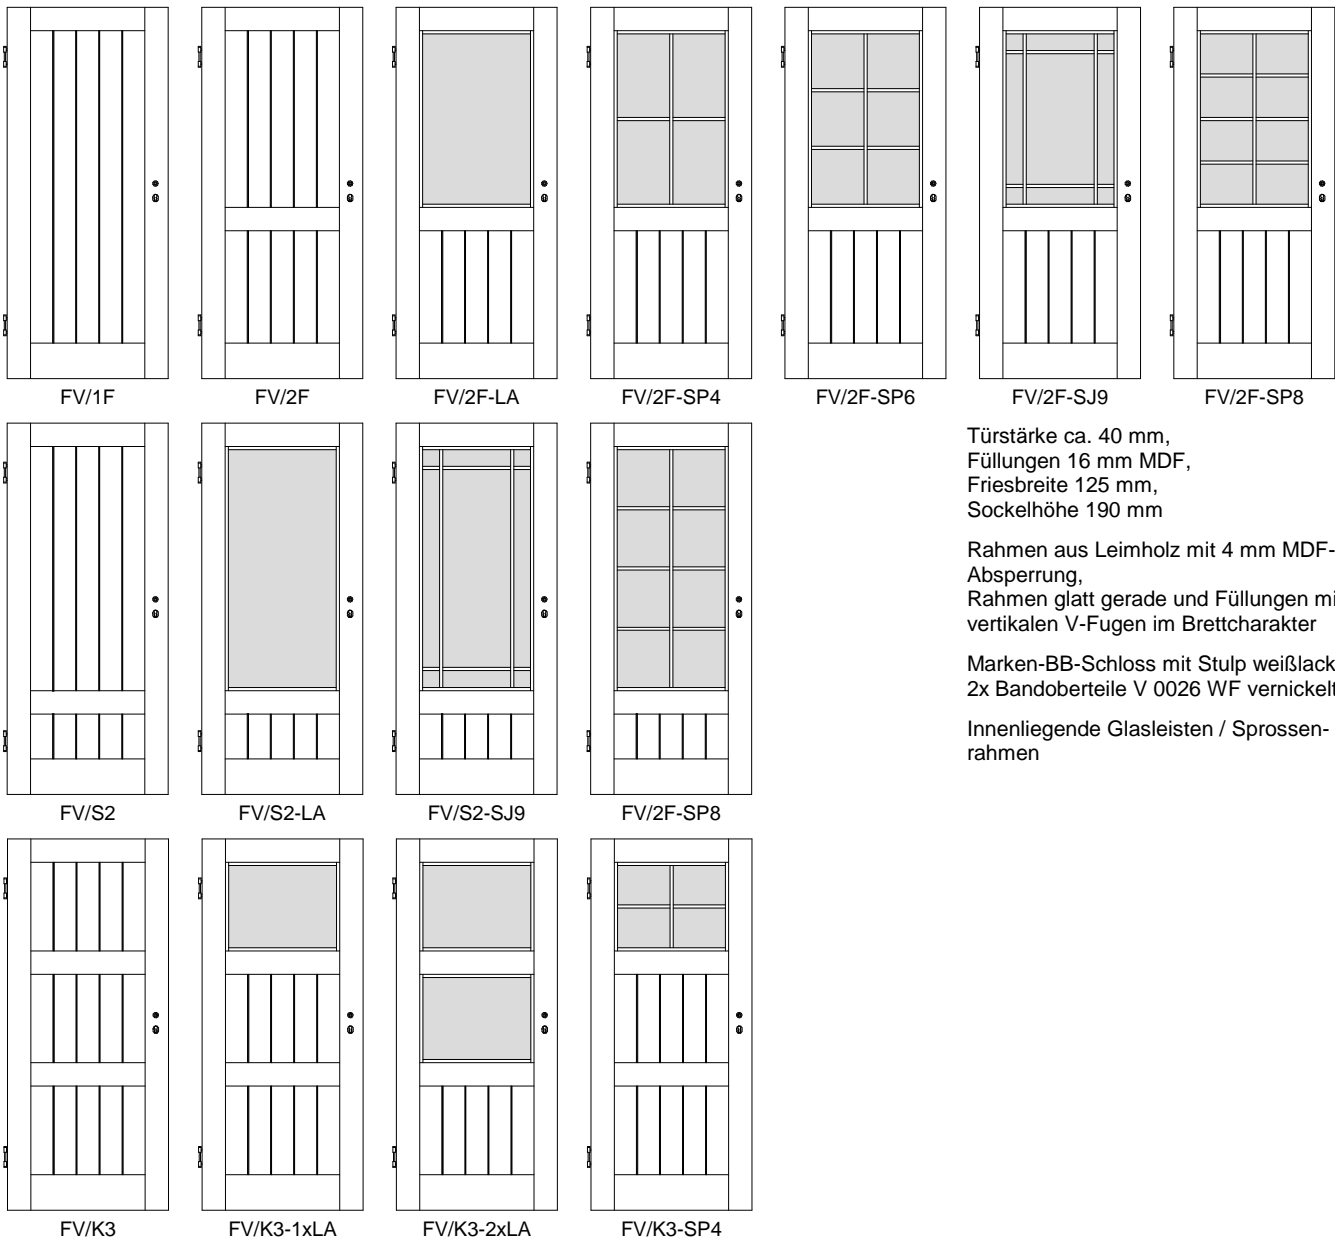 FV/1F
FV/2F
FV/2F-LA
FV/2F-SP4
FV/2F-SP6
FV/2F-SJ9
FV/2F-SP8
Türstärke ca. 40 mm,
Füllungen 16 mm MDF,
Friesbreite 125 mm,
Sockelhöhe 190 mm
Rahmen aus Leimholz mit 4 mm MDF-
Absperrung,
Rahmen glatt gerade und Füllungen mi
vertikalen V-Fugen im Brettcharakter
Marken-BB-Schloss mit Stulp weißlack
2x Bandoberteile V 0026 WF vernickelt
Innenliegende Glasleisten / Sprossen-
rahmen
FV/S2
FV/S2-LA
FV/S2-SJ9
FV/2F-SP8
FV/K3
FV/K3-1xLA
FV/K3-2xLA
FV/K3-SP4